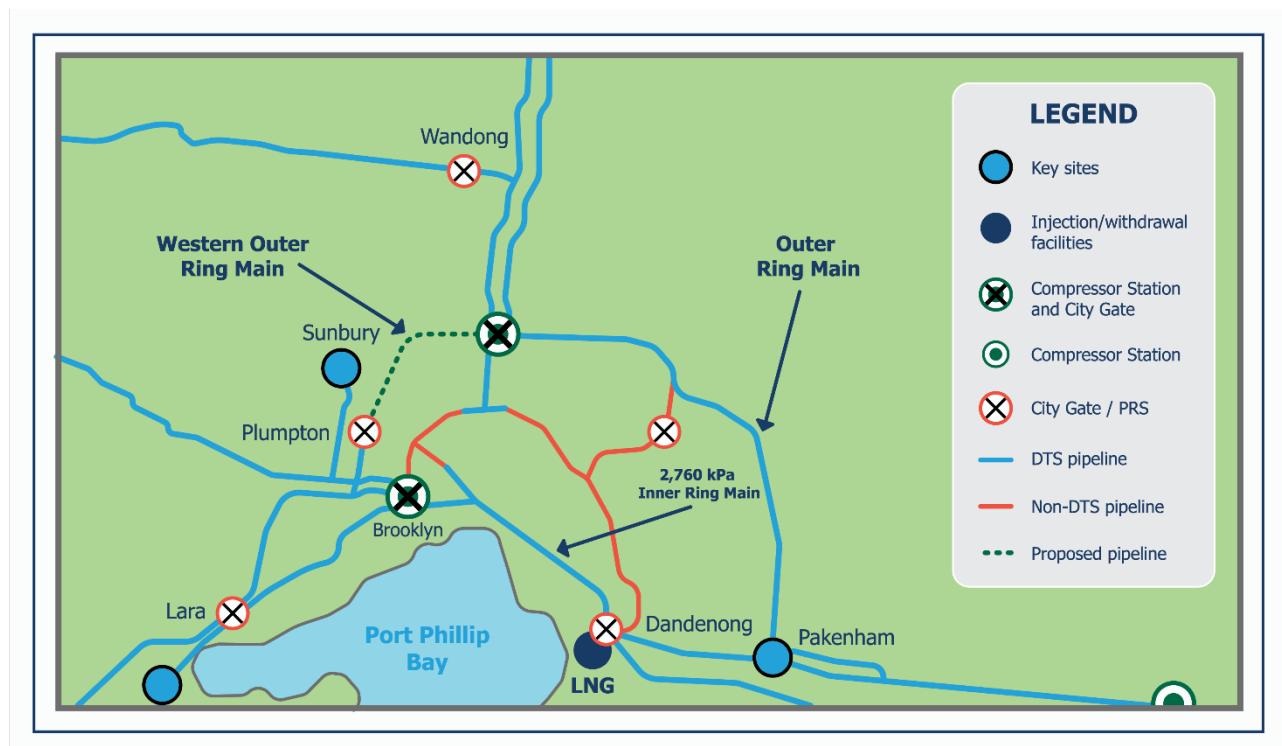 Wandong
Western Outer
Ring Main
Outer
Ring Main
Sunbury
Plumpton
2,760 kPa
Inner Ring Main
Brooklyn
Lara
Port Phillip
Bay
Dandenong
Pakenham
LNG
LEGEND
Key sites
Injection/withdrawal
facilities
Compressor Station
and City Gate
Compressor Station
City Gate / PRS
DTS pipeline
Non-DTS pipeline
Proposed pipeline